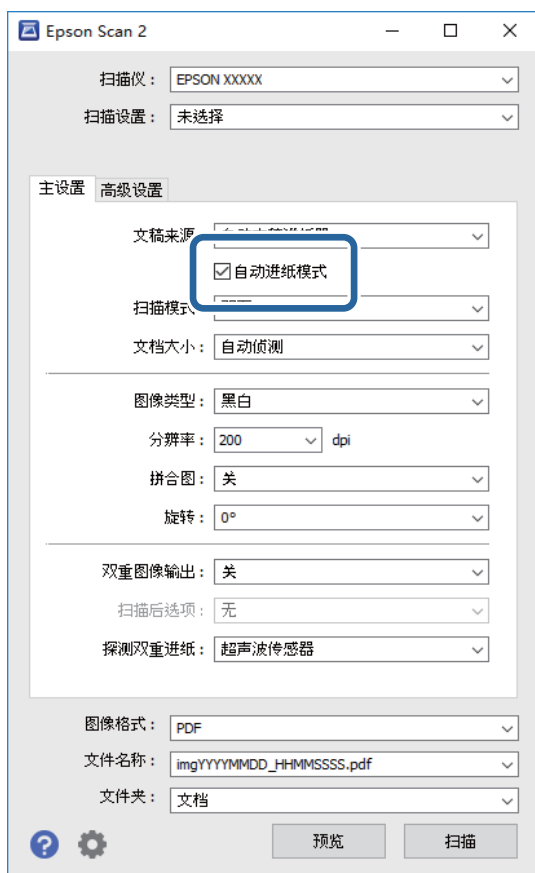 Epson Scan 2
扫描仪： EPSON XXXXX
扫描设置： 未选择
主设置 高级设置
文稿来源
自动进纸模式
扫描模式
文档大小： 自动侦测
图像类型： 黑白
分辨率： 200 dpi
拼合图： 关
旋转： 0°
双重图像输出： 关
扫描后选项： 无
探测双重进纸： 超声波传感器
图像格式： PDF
文件名称： imgYYYYMMDD_HHMMSSSS.pdf
文件夹： 文档
? 预览 扫描